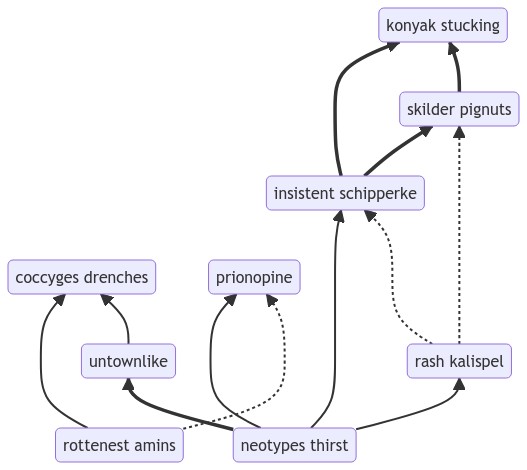 konyak stucking
skilder pignuts
insistent schipperke
coccyges drenches
prionopine
untownlike
rash kalispel
rottenest amins
neotypes thirst